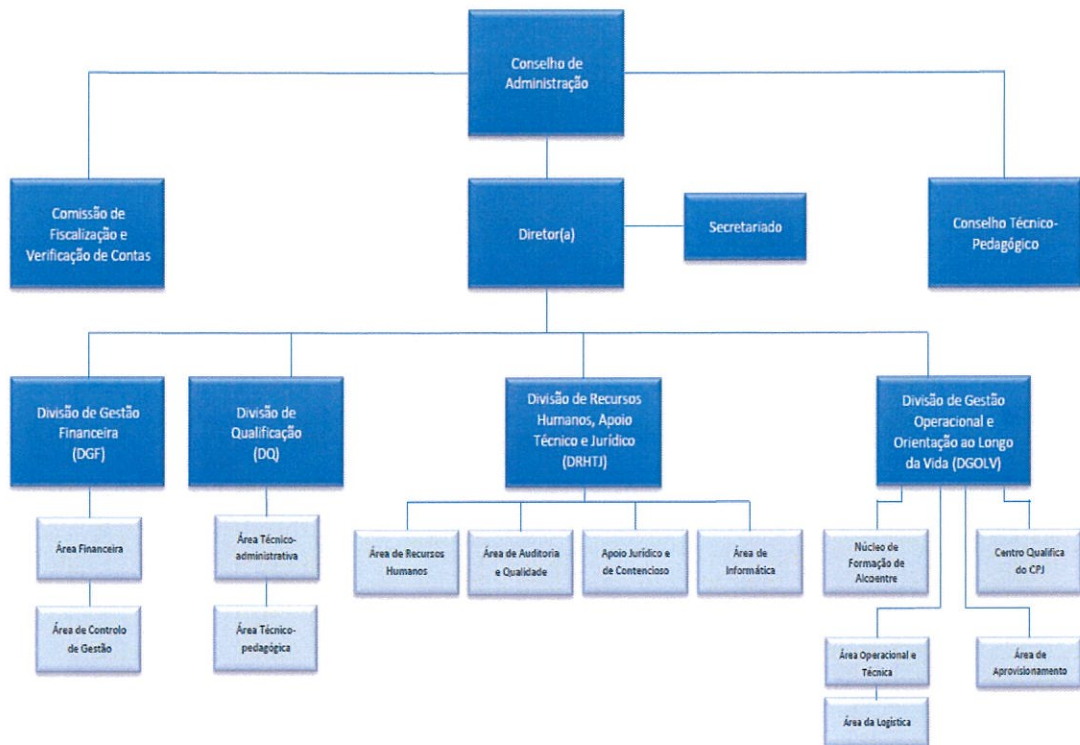 Conselho de
Administração
Comissão de
Fiscalização e
Verificação de Contas
Diretor(a)
Secretariado
Conselho Técnico-
Pedagógico
Divisão de Gestão
Financeira
(DGF)
Divisão de
Qualificação
(DQ)
Divisão de Recursos
Humanos, Apoio
Técnico e Jurídico
(DRHTJ)
Divisão de Gestão
Operacional e
Orientação ao Longo
da Vida (DGOLV)
Área Financeira
Área Técnico-
administrativa
Área de Recursos
Humanos
Área de Auditoria
e Qualidade
Apoio Jurídico e
de Contencioso
Área de
Informática
Núcleo de
Formação de
Alcoentre
Centro Qualifica
do CPJ
Área de Controlo
de Gestão
Área Técnico-
pedagógica
Área Operacional e
Técnica
Área de
Aprovisionamento
Área da Logística